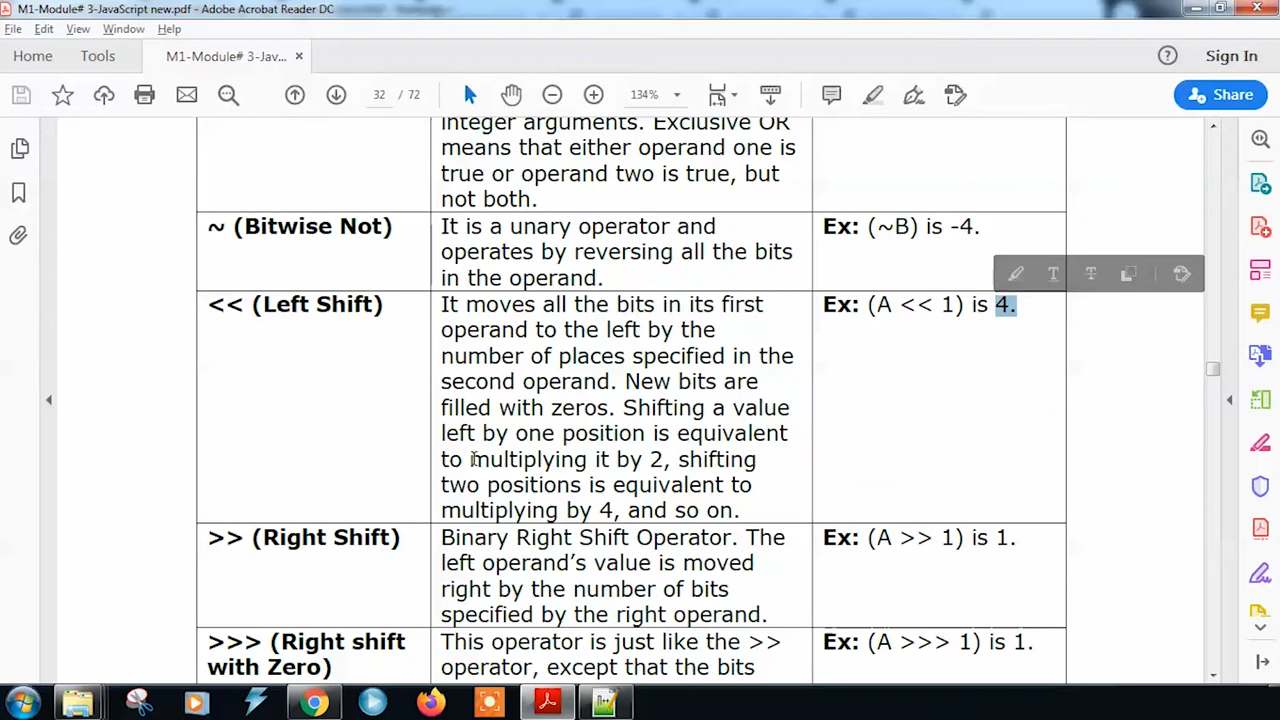 M1-Module# 3-JavaScript new.pdf - Adobe Acrobat Reader DC
File Edit View Window Help
Home Tools M1-Module# 3-Jav... × Sign In
32 / 72 134% Share
integer arguments. Exclusive OR
means that either operand one is
true or operand two is true, but
not both.
~ (Bitwise Not) It is a unary operator and Ex: (~B) is -4.
operates by reversing all the bits
in the operand.
<< (Left Shift) It moves all the bits in its first Ex: (A << 1) is 4.
operand to the left by the
number of places specified in the
second operand. New bits are
filled with zeros. Shifting a value
left by one position is equivalent
to multiplying it by 2, shifting
two positions is equivalent to
multiplying by 4, and so on.
>> (Right Shift) Binary Right Shift Operator. The Ex: (A >> 1) is 1.
left operand’s value is moved
right by the number of bits
specified by the right operand.
>>> (Right shift This operator is just like the >> Ex: (A >>> 1) is 1.
with Zero) operator, except that the bits